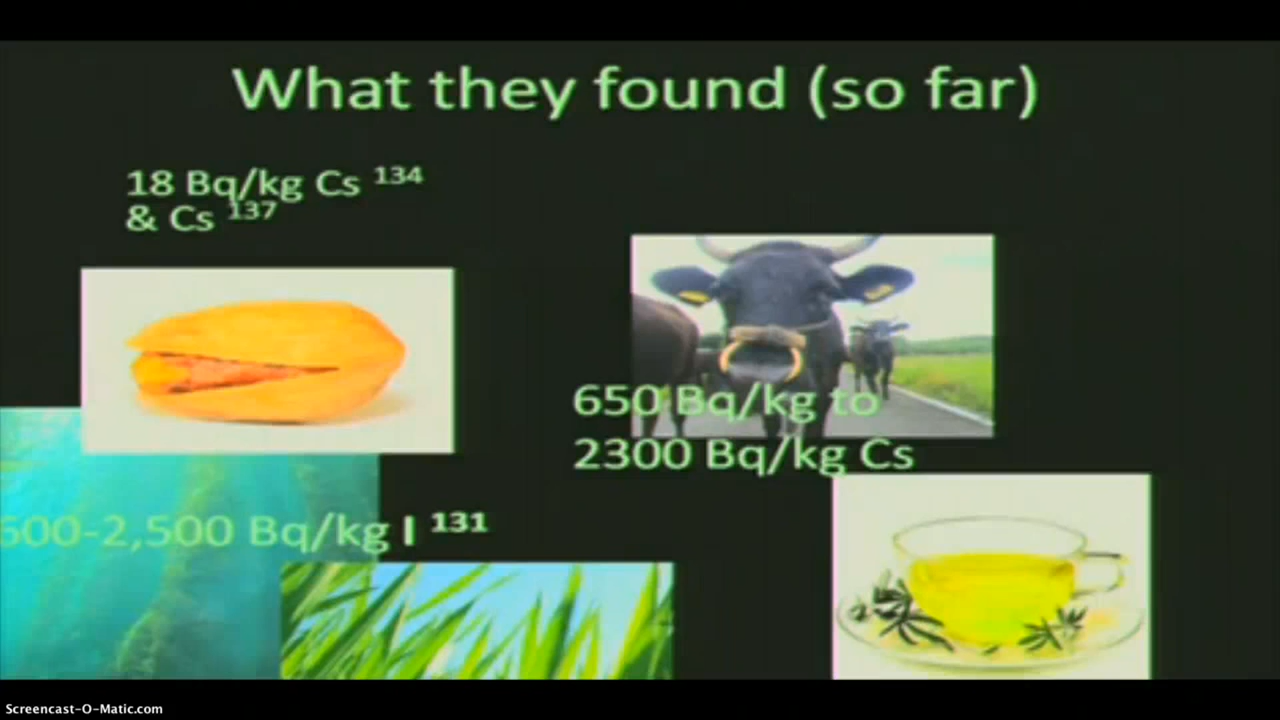 What they found (so far)
18 Bq/kg Cs 134
& Cs 137
650 Bq/kg to
2300 Bq/kg Cs
600-2,500 Bq/kg I 131
Screencast-O-Matic.com